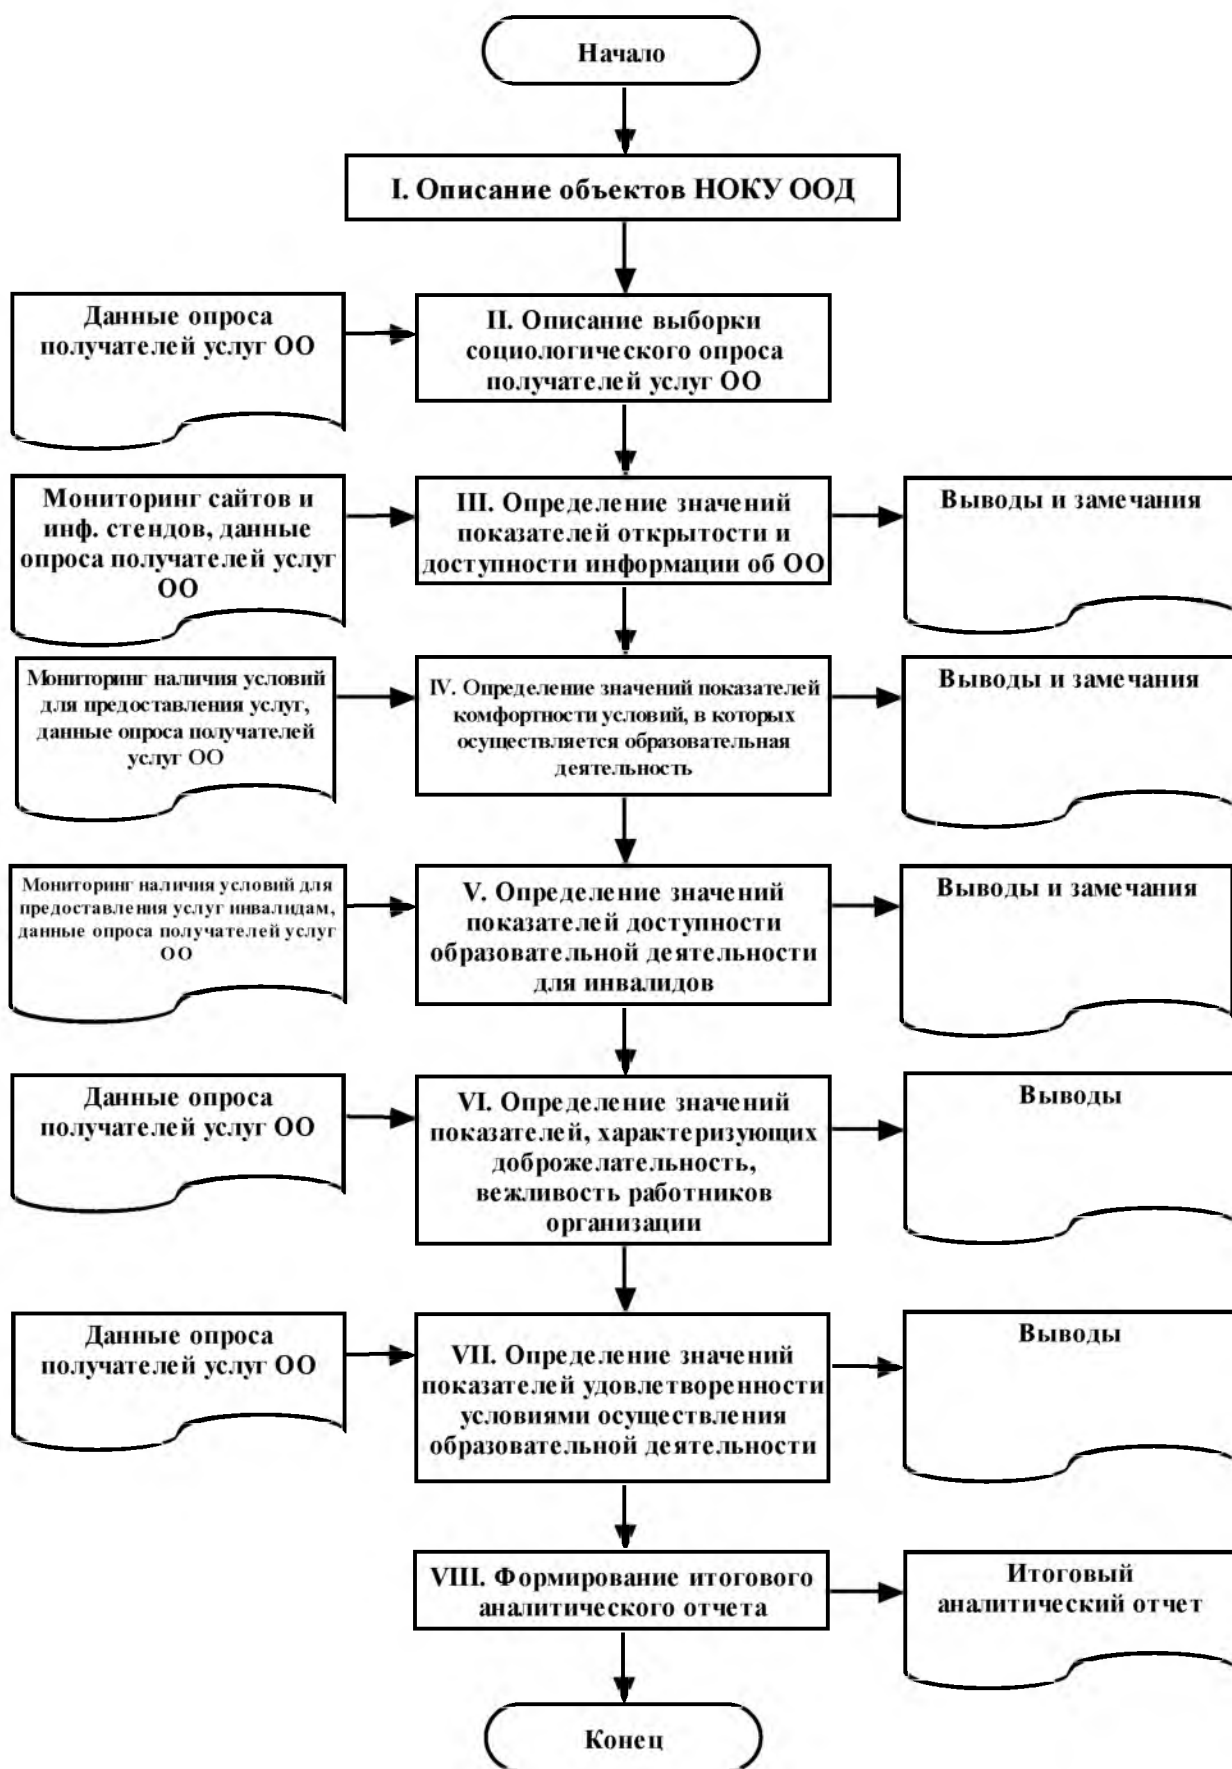 Начало
I. Описание объектов НОКУ ООД
Данные опроса
получателей услуг ОО
II. Описание выборки
социологического опроса
получателей услуг ОО
Мониторинг сайтов и
инф. стендов, данные
опроса получателей услуг
ОО
III. Определение значений
показателей открытости и
доступности информации об ОО
Выводы и замечания
Мониторинг наличия условий
для предоставления услуг,
данные опроса получателей
услуг ОО
IV. Определение значений показателей
комфортности условий, в которых
осуществляется образовательная
деятельность
Выводы и замечания
Мониторинг наличия условий для
предоставления услуг инвалидам,
данные опроса получателей услуг
ОО
V. Определение значений
показателей доступности
образовательной деятельности
для инвалидов
Выводы и замечания
Данные опроса
получателей услуг ОО
VI. Определение значений
показателей, характеризующих
доброжелательность,
вежливость работников
организации
Выводы
Данные опроса
получателей услуг ОО
VII. Определение значений
показателей удовлетворенности
условиями осуществления
образовательной деятельности
Выводы
VIII. Формирование итогового
аналитического отчета
Итоговый
аналитический отчет
Конец